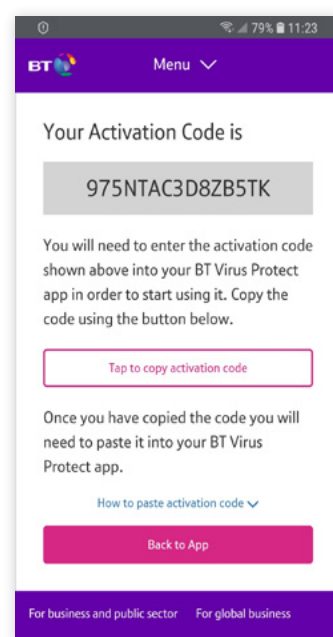 79% 11:23
BT Menu
Your Activation Code is
975NTAC3D8ZB5TK
You will need to enter the activation code
shown above into your BT Virus Protect
app in order to start using it. Copy the
code using the button below.
Tap to copy activation code
Once you have copied the code you will
need to paste it into your BT Virus
Protect app.
How to paste activation code
Back to App
For business and public sector For global business